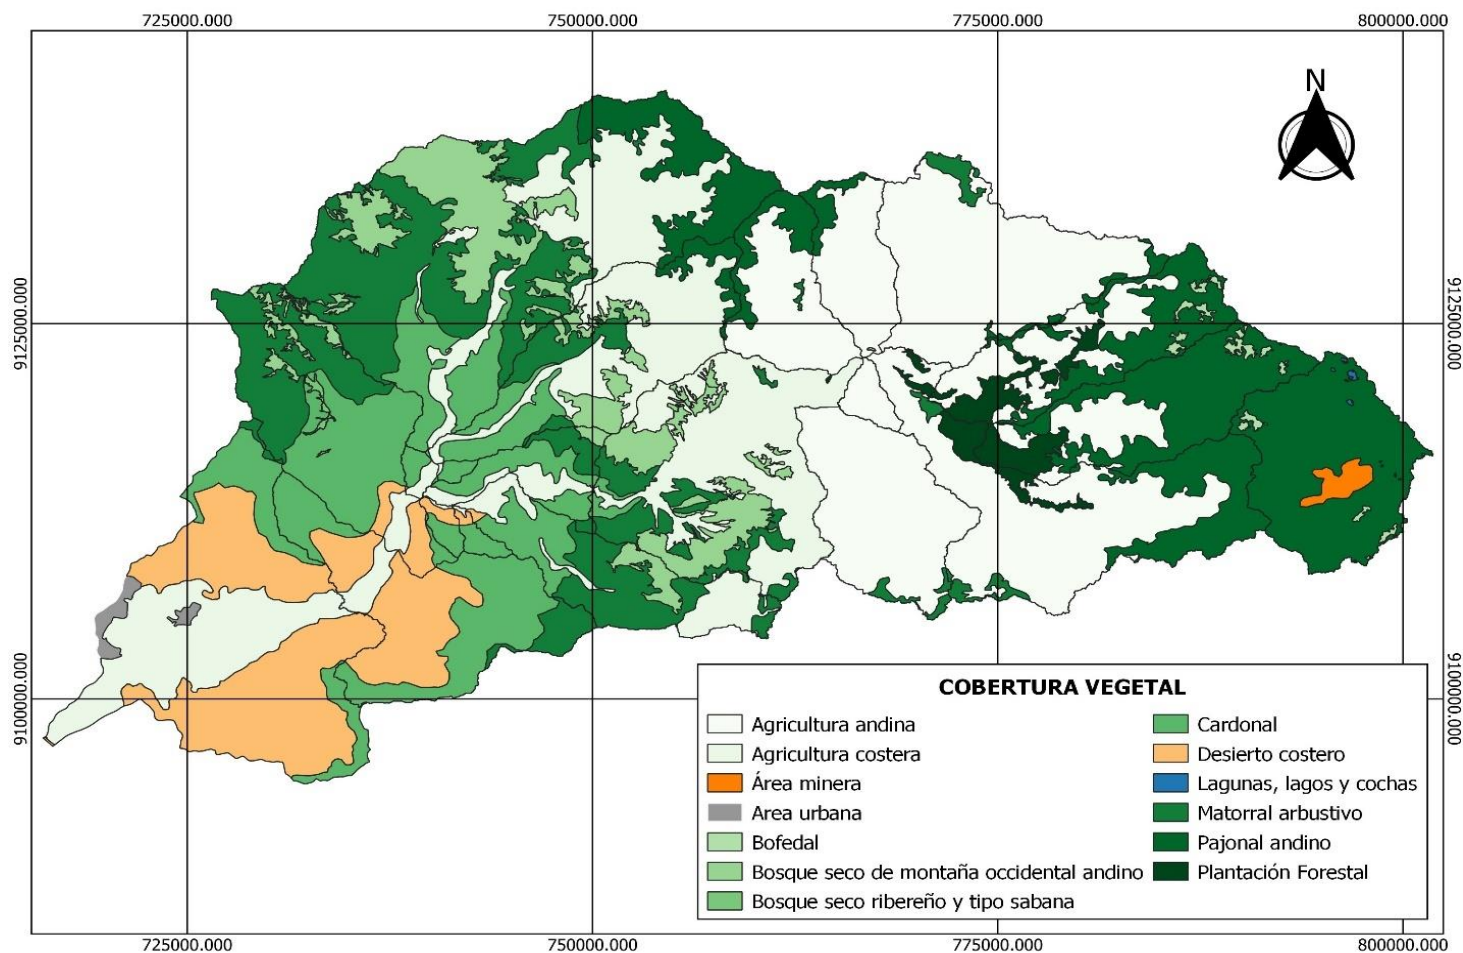 725000.000 750000.000 775000.000 800000.000
N
9125000.000 9125000.000
9100000.000 9100000.000
COBERTURA VEGETAL
Agricultura andina
Agricultura costera
Área minera
Area urbana
Bofedal
Bosque seco de montaña occidental andino
Bosque seco ribereño y tipo sabana
Cardonal
Desierto costero
Lagunas, lagos y cochas
Matorral arbustivo
Pajonal andino
Plantación Forestal
725000.000 750000.000 775000.000 800000.000